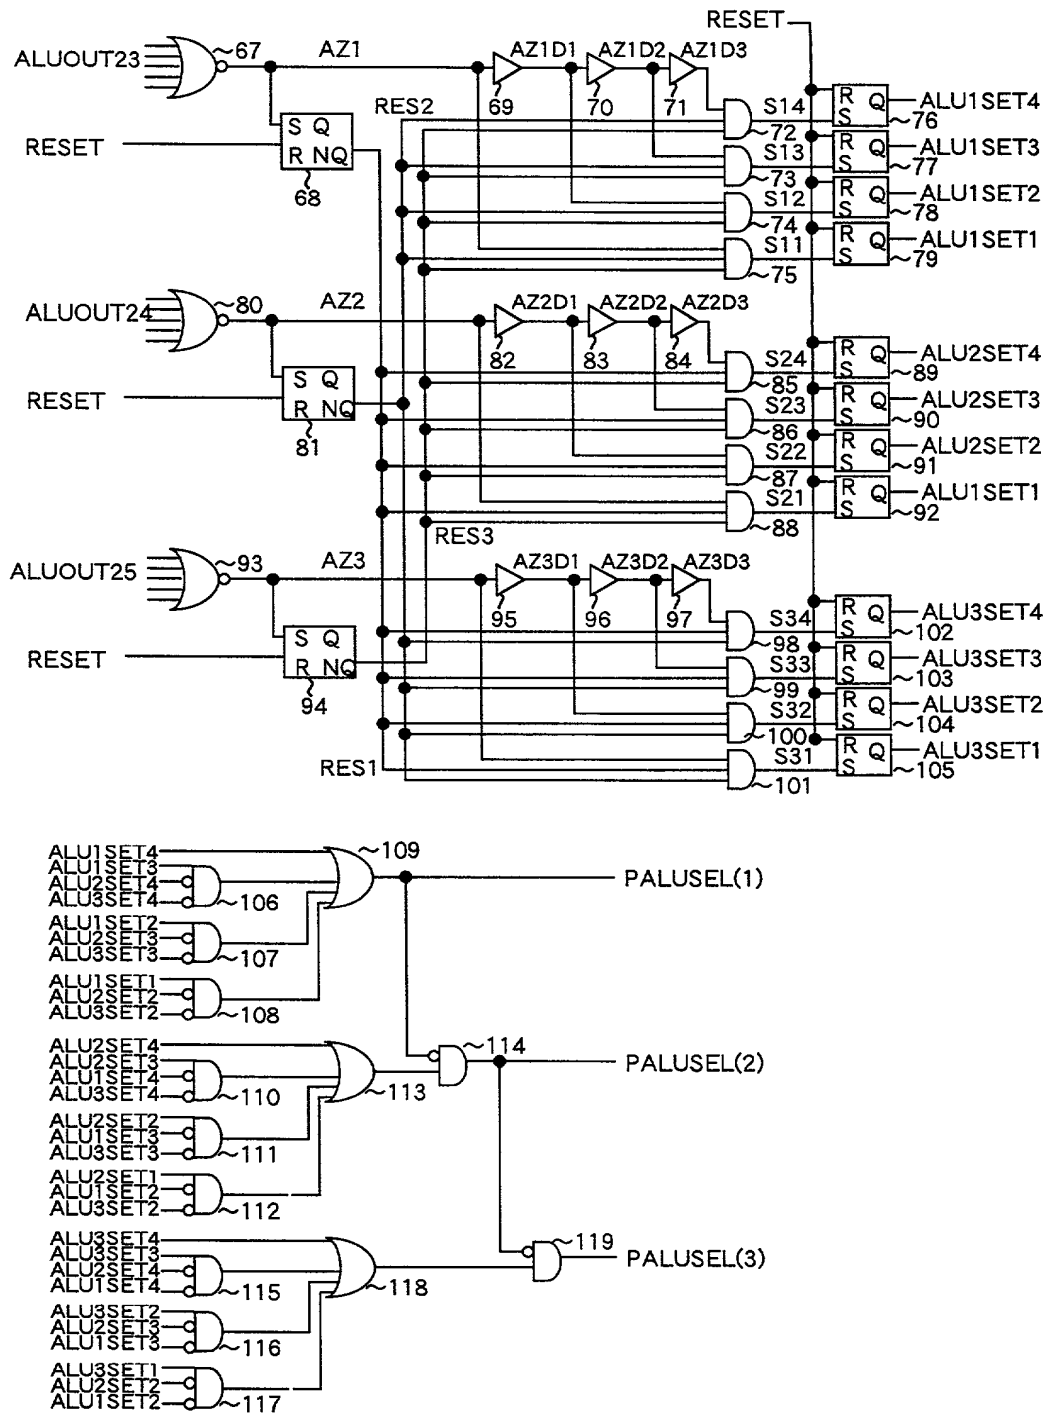 RESET
ALUOUT23
67
AZ1
AZ1D1 AZ1D2 AZ1D3
69 70 71
RES2
RESET
S Q
R NQ
68
S14
72
S13
73
S12
74
S11
75
R Q
S
76
ALU1SET4
R Q
S
77
ALU1SET3
R Q
S
78
ALU1SET2
R Q
S
79
ALU1SET1
ALUOUT24
80
AZ2
AZ2D1 AZ2D2 AZ2D3
82 83 84
RESET
S Q
R NQ
81
S24
85
S23
86
S22
87
S21
88
R Q
S
89
ALU2SET4
R Q
S
90
ALU2SET3
R Q
S
91
ALU2SET2
R Q
S
92
ALU1SET1
RES3
ALUOUT25
93
AZ3
AZ3D1 AZ3D2 AZ3D3
95 96 97
RESET
S Q
R NQ
94
S34
98
S33
99
S32
100
S31
101
RES1
R Q
S
102
ALU3SET4
R Q
S
103
ALU3SET3
R Q
S
104
ALU3SET2
R Q
S
105
ALU3SET1
ALU1SET4
ALU1SET3
ALU2SET4
ALU3SET4
106
109
PALUSEL(1)
ALU1SET2
ALU2SET3
ALU3SET3
107
ALU1SET1
ALU2SET2
ALU3SET2
108
ALU2SET4
ALU2SET3
ALU1SET4
ALU3SET4
110
113
114
PALUSEL(2)
ALU2SET2
ALU1SET3
ALU3SET3
111
ALU2SET1
ALU1SET2
ALU3SET2
112
ALU3SET4
ALU3SET3
ALU2SET4
ALU1SET4
115
118
119
PALUSEL(3)
ALU3SET2
ALU2SET3
ALU1SET3
116
ALU3SET1
ALU2SET2
ALU1SET2
117